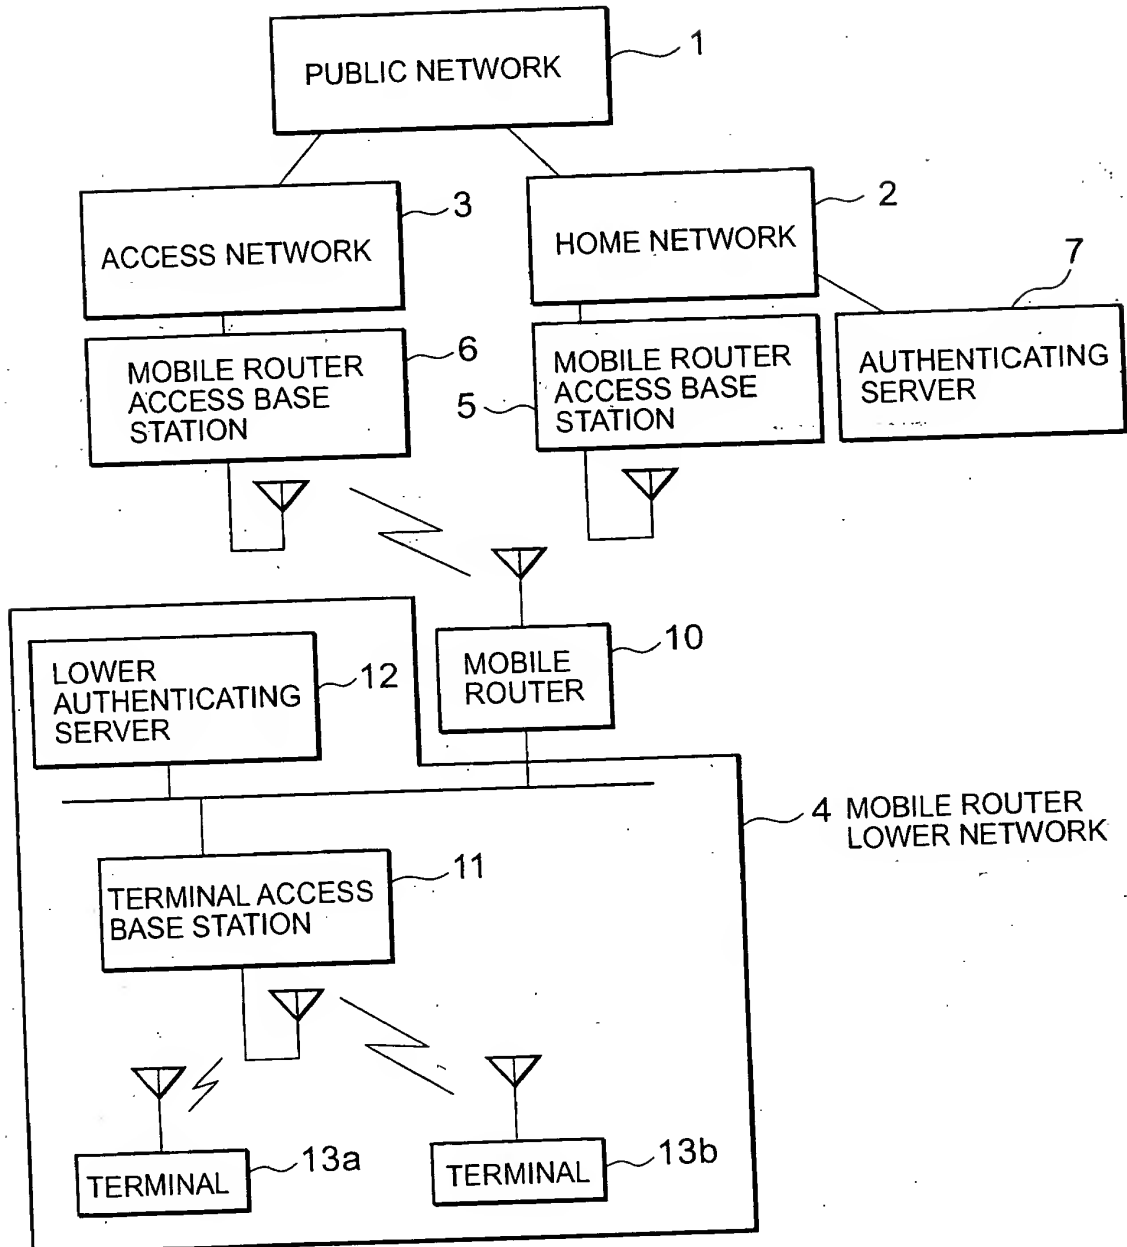 PUBLIC NETWORK
1
ACCESS NETWORK
3
HOME NETWORK
2
7
MOBILE ROUTER
ACCESS BASE
STATION
6
MOBILE ROUTER
ACCESS BASE
STATION
5
AUTHENTICATING
SERVER
LOWER
AUTHENTICATING
SERVER
12
MOBILE
ROUTER
10
4 MOBILE ROUTER
LOWER NETWORK
TERMINAL ACCESS
BASE STATION
11
TERMINAL
13a
TERMINAL
13b